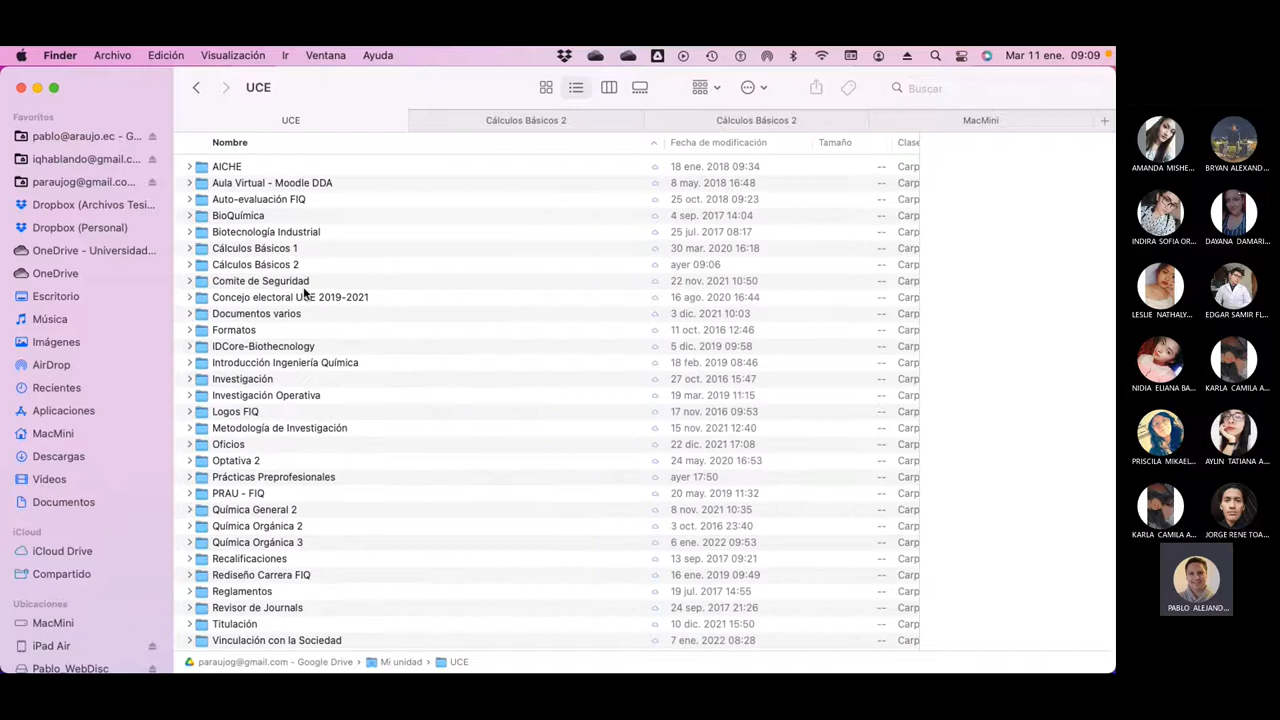 Finder Archivo Edición Visualización Ir Ventana Ayuda Mar 11 ene. 09:09
UCE Buscar
UCE Cálculos Básicos 2 Cálculos Básicos 2 MacMini +
Favoritos
pablo@araujo.ec - G...
iqhablando@gmail.c...
paraujog@gmail.co...
Dropbox (Archivos Tesi...
Dropbox (Personal)
OneDrive - Universidad...
OneDrive
Escritorio
Música
Imágenes
AirDrop
Recientes
Aplicaciones
MacMini
Descargas
Vídeos
Documentos
iCloud
iCloud Drive
Compartido
Ubicaciones
MacMini
iPad Air
Pablo_WebDisc
Nombre Fecha de modificación Tamaño Clase
AICHE 18 ene. 2018 09:34 -- Carp
Aula Virtual - Moodle DDA 8 may. 2018 16:48 -- Carp
Auto-evaluación FIQ 25 oct. 2018 09:23 -- Carp
BioQuímica 4 sep. 2017 14:04 -- Carp
Biotecnología Industrial 25 jul. 2017 08:17 -- Carp
Cálculos Básicos 1 30 mar. 2020 16:18 -- Carp
Cálculos Básicos 2 ayer 09:06 -- Carp
Comite de Seguridad 22 nov. 2021 10:50 -- Carp
Concejo electoral UCE 2019-2021 16 ago. 2020 16:44 -- Carp
Documentos varios 3 dic. 2021 10:03 -- Carp
Formatos 11 oct. 2016 12:46 -- Carp
IDCore-Biothecnology 5 dic. 2019 09:58 -- Carp
Introducción Ingeniería Química 18 feb. 2019 08:46 -- Carp
Investigación 27 oct. 2016 15:47 -- Carp
Investigación Operativa 19 mar. 2019 11:15 -- Carp
Logos FIQ 17 nov. 2016 09:53 -- Carp
Metodología de Investigación 15 nov. 2021 12:40 -- Carp
Oficios 22 dic. 2021 17:08 -- Carp
Optativa 2 24 may. 2020 16:53 -- Carp
Prácticas Preprofesionales ayer 17:50 -- Carp
PRAU - FIQ 20 may. 2019 11:32 -- Carp
Química General 2 8 nov. 2021 10:35 -- Carp
Química Orgánica 2 3 oct. 2016 23:40 -- Carp
Química Orgánica 3 6 ene. 2022 09:53 -- Carp
Recalificaciones 13 sep. 2017 09:21 -- Carp
Rediseño Carrera FIQ 16 ene. 2019 09:49 -- Carp
Reglamentos 19 jul. 2017 14:55 -- Carp
Revisor de Journals 24 sep. 2017 21:26 -- Carp
Titulación 10 dic. 2021 15:50 -- Carp
Vinculación con la Sociedad 7 ene. 2022 08:28 -- Carp
paraujog@gmail.com - Google Drive › Mi unidad › UCE
AMANDA MISHE... BRYAN ALEXAND...
INDIRA SOFIA OR... DAYANA DAMARI...
LESLIE NATHALY... EDGAR SAMIR FL...
NIDIA ELIANA BA... KARLA CAMILA A...
PRISCILA MIKAEL... AYLIN TATIANA A...
KARLA CAMILA A... JORGE RENE TOA...
PABLO ALEJAND...